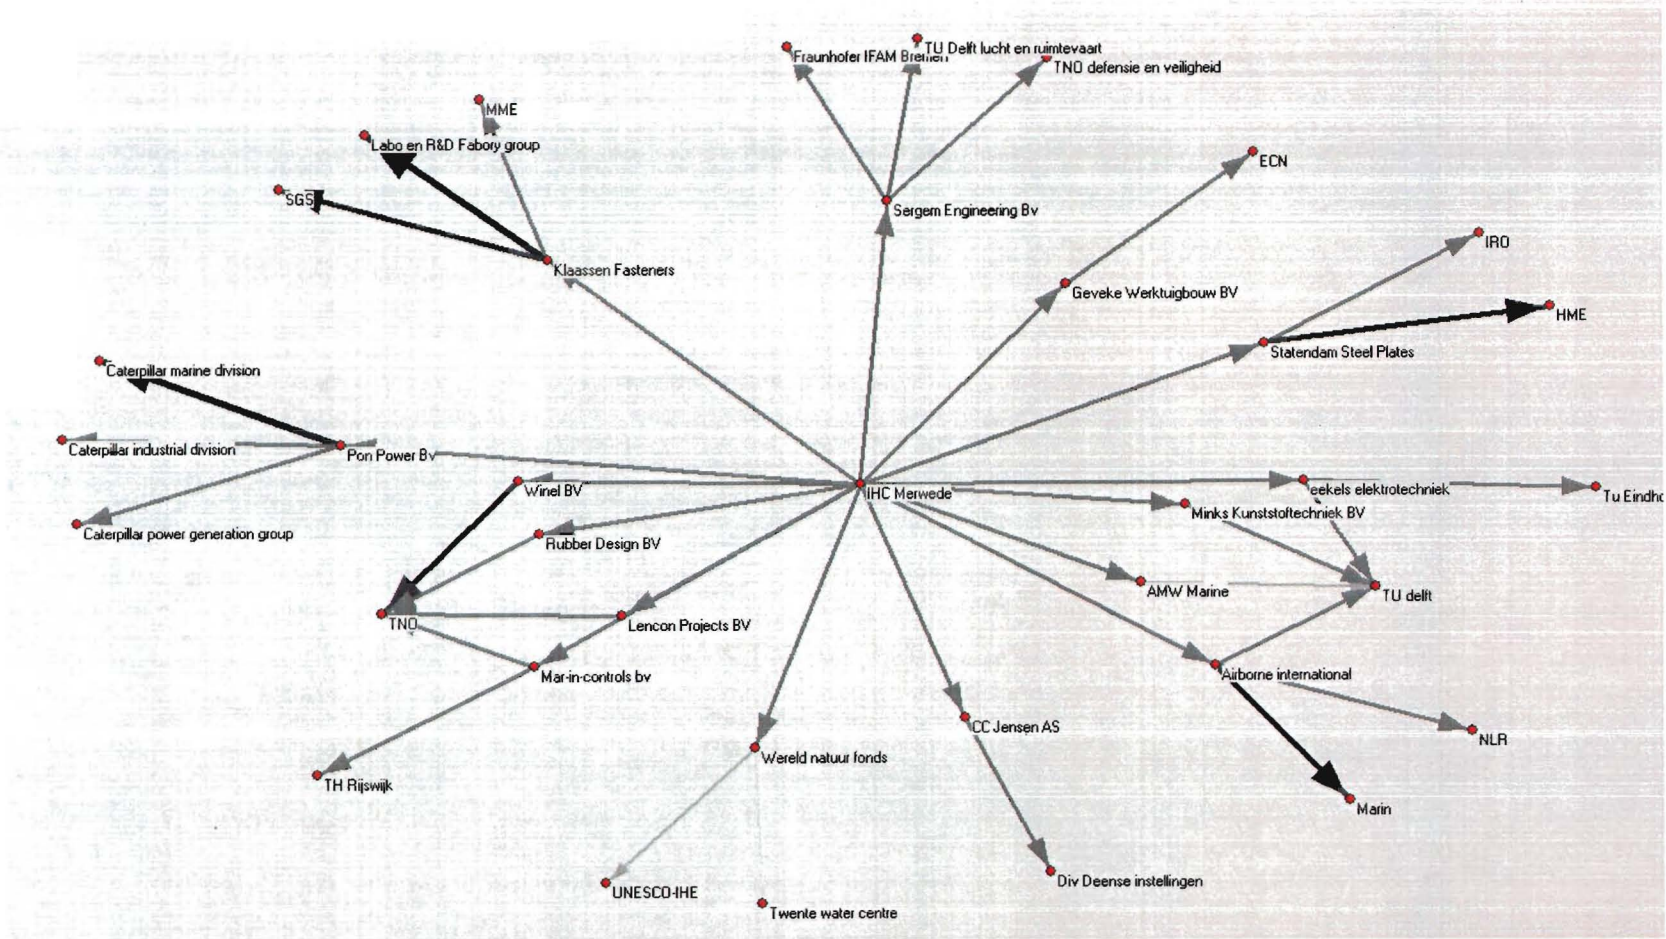 TU Delft lucht en ruimtevaart
Fraunhofer IFAM Bremen
TNO defensie en veiligheid
MME
Labo en R&D Fabory group
ECN
SGS
Sergem Engineering Bv
IRO
Klaassen Fasteners
Geveke Werktuigbouw BV
HME
Statendam Steel Plates
Caterpillar marine division
Caterpillar industrial division
Pon Power Bv
Winel BV
IHC Merwede
eekels elektrotechniek
Tu Eindho
Minks Kunststoftechniek BV
Caterpillar power generation group
Rubber Design BV
AMW Marine
TU delft
TNO
Lencon Projects BV
Mar-in-controls bv
Airborne international
CC Jensen AS
NLR
Wereld natuur fonds
TH Rijswijk
Marin
Div Deense instellingen
UNESCO-IHE
Twente water centre